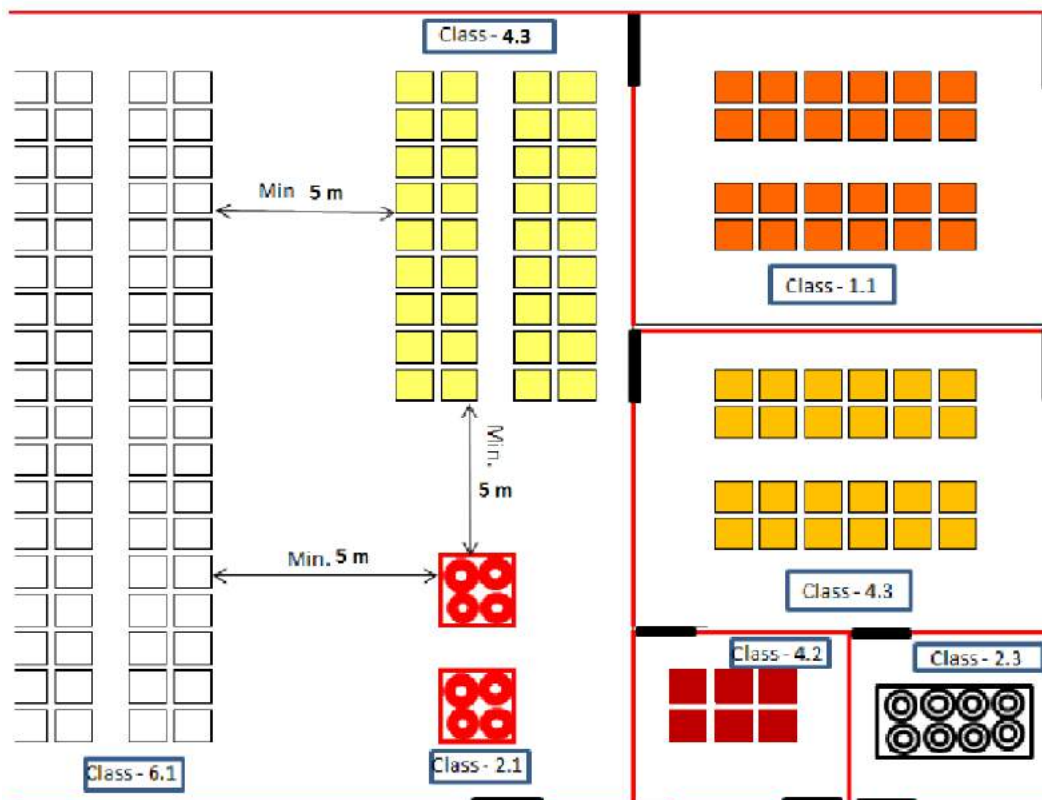 Class - 4.3
Min 5 m
Class - 1.1
Min.
5 m
Min. 5 m
Class - 4.3
Class - 4.2
Class - 2.3
Class - 6.1
Class - 2.1